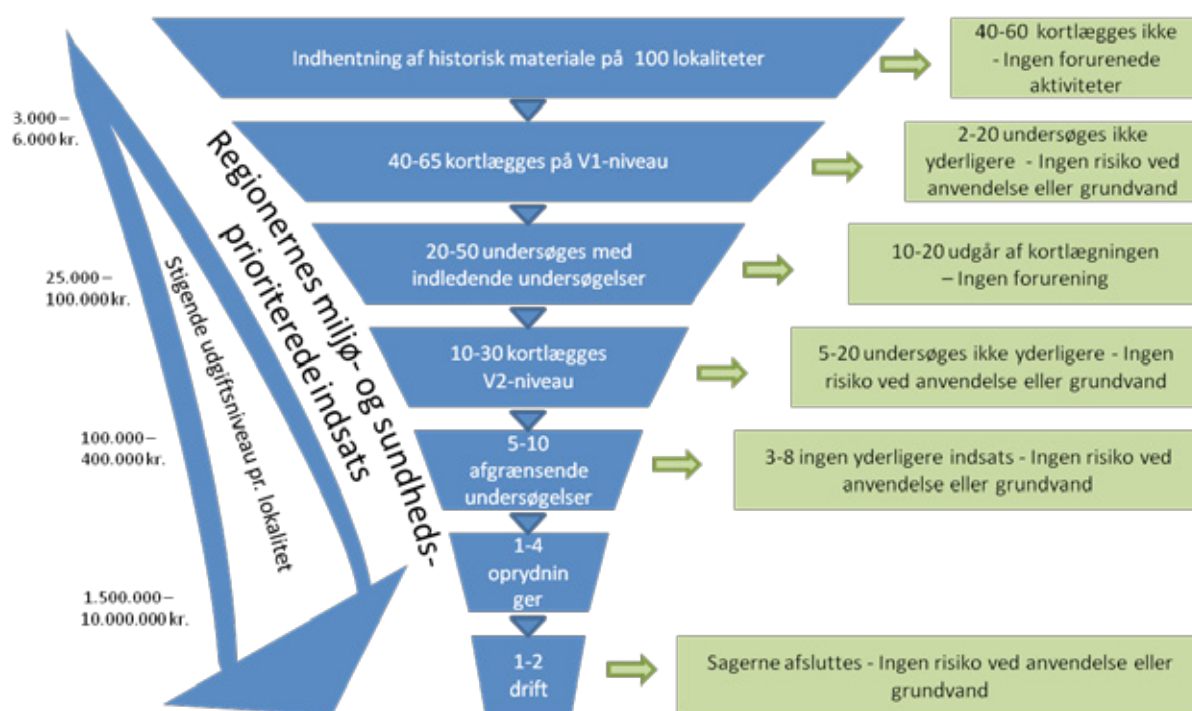 Indhentning af historisk materiale på 100 lokaliteter
40-60 kortlægges ikke
- Ingen forurenede
aktiviteter
3.000–
6.000 kr.
40-65 kortlægges på V1-niveau
2-20 undersøges ikke
yderligere - Ingen risiko ved
anvendelse eller grundvand
Regionernes miljø- og sundheds-
prioriterede indsats
Stigende udgiftsniveau pr. lokalitet
20-50 undersøges med
indledende undersøgelser
10-20 udgår af kortlægningen
– Ingen forurening
25.000–
100.000 kr.
10-30 kortlægges
V2-niveau
5-20 undersøges ikke yderligere - Ingen
risiko ved anvendelse eller grundvand
100.000–
400.000 kr.
5-10
afgrænsende
undersøgelser
3-8 ingen yderligere indsats - Ingen risiko ved
anvendelse eller grundvand
1-4
oprydnin
ger
1.500.000–
10.000.000 kr.
1-2
drift
Sagerne afsluttes - Ingen risiko ved anvendelse eller
grundvand